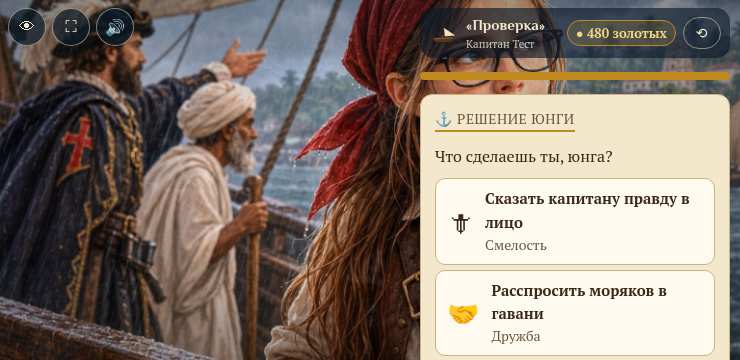 «Проверка»
Капитан Тест
480 золотых
РЕШЕНИЕ ЮНГИ
Что сделаешь ты, юнга?
Сказать капитану правду в
лицо
Смелость
Расспросить моряков в
гавани
Дружба